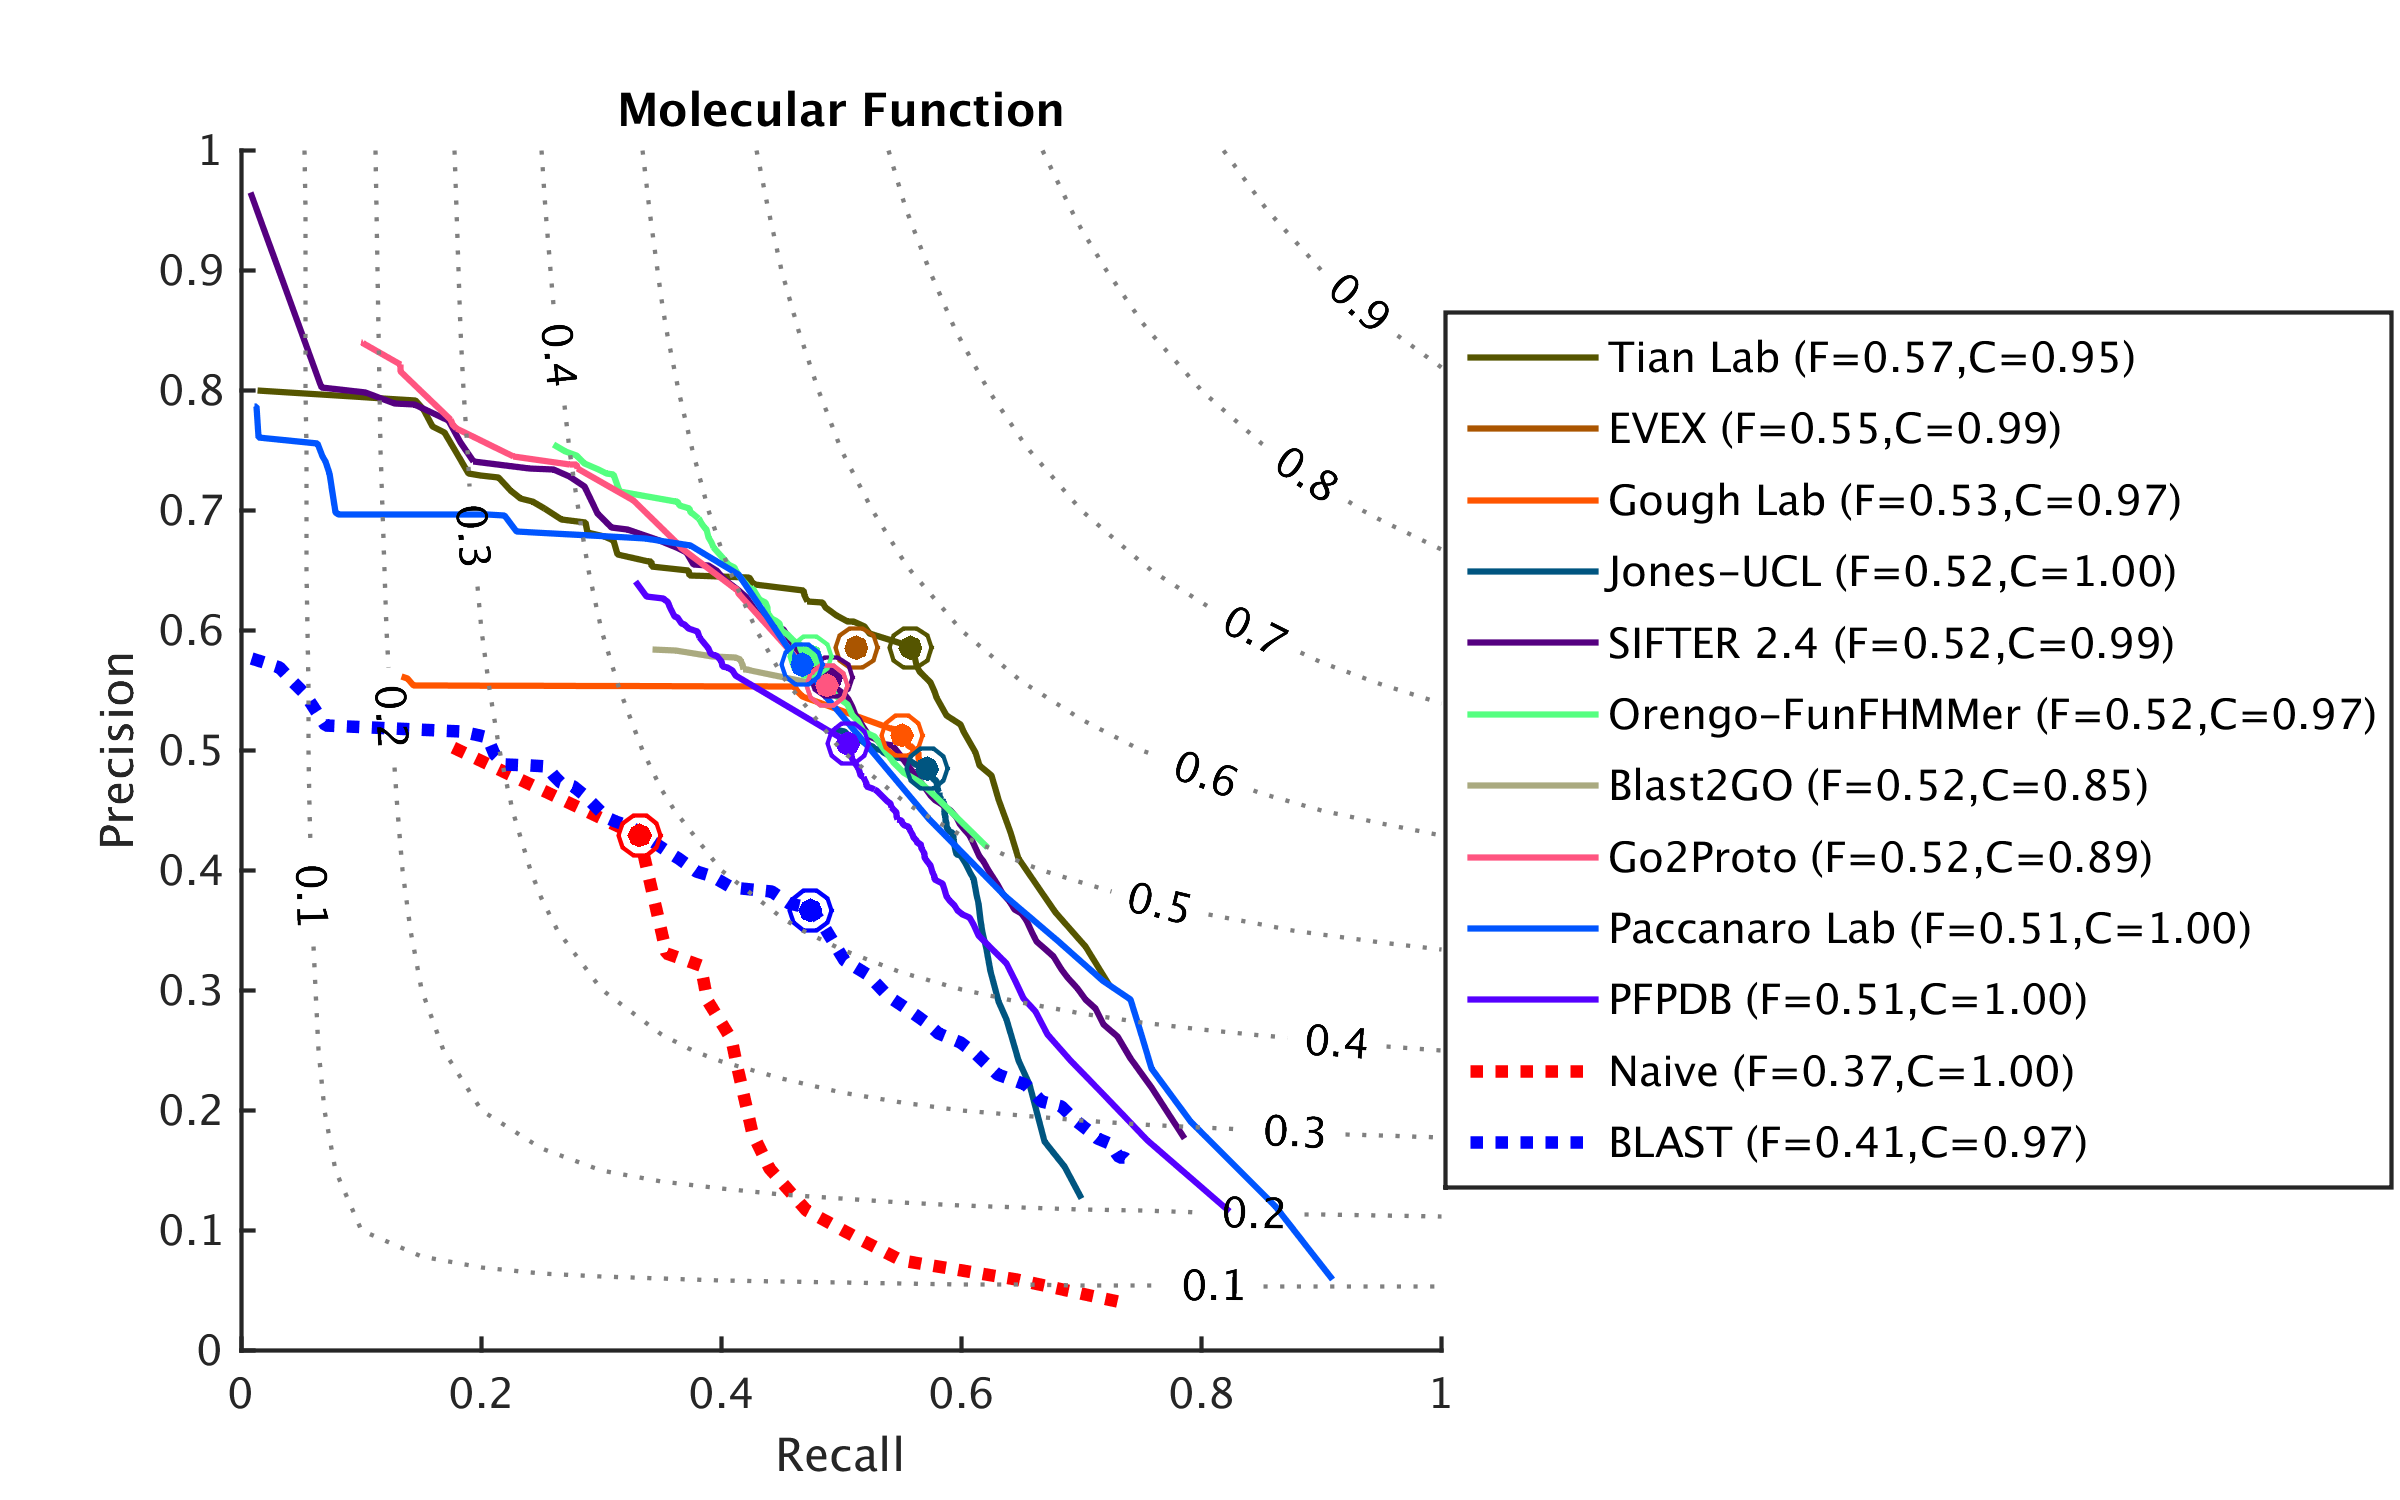 Molecular Function
1
0.9
0.8
0.7
0.6
0.5
0.4
0.3
0.2
0.1
0
Precision
0 0.2 0.4 0.6 0.8 1
Recall
0.9
0.8
0.7
0.6
0.5
0.4
0.3
0.2
0.1
0.4
0.3
0.2
0.1
Tian Lab (F=0.57,C=0.95)
EVEX (F=0.55,C=0.99)
Gough Lab (F=0.53,C=0.97)
Jones-UCL (F=0.52,C=1.00)
SIFTER 2.4 (F=0.52,C=0.99)
Orengo-FunFHMMer (F=0.52,C=0.97)
Blast2GO (F=0.52,C=0.85)
Go2Proto (F=0.52,C=0.89)
Paccanaro Lab (F=0.51,C=1.00)
PFPDB (F=0.51,C=1.00)
Naive (F=0.37,C=1.00)
BLAST (F=0.41,C=0.97)